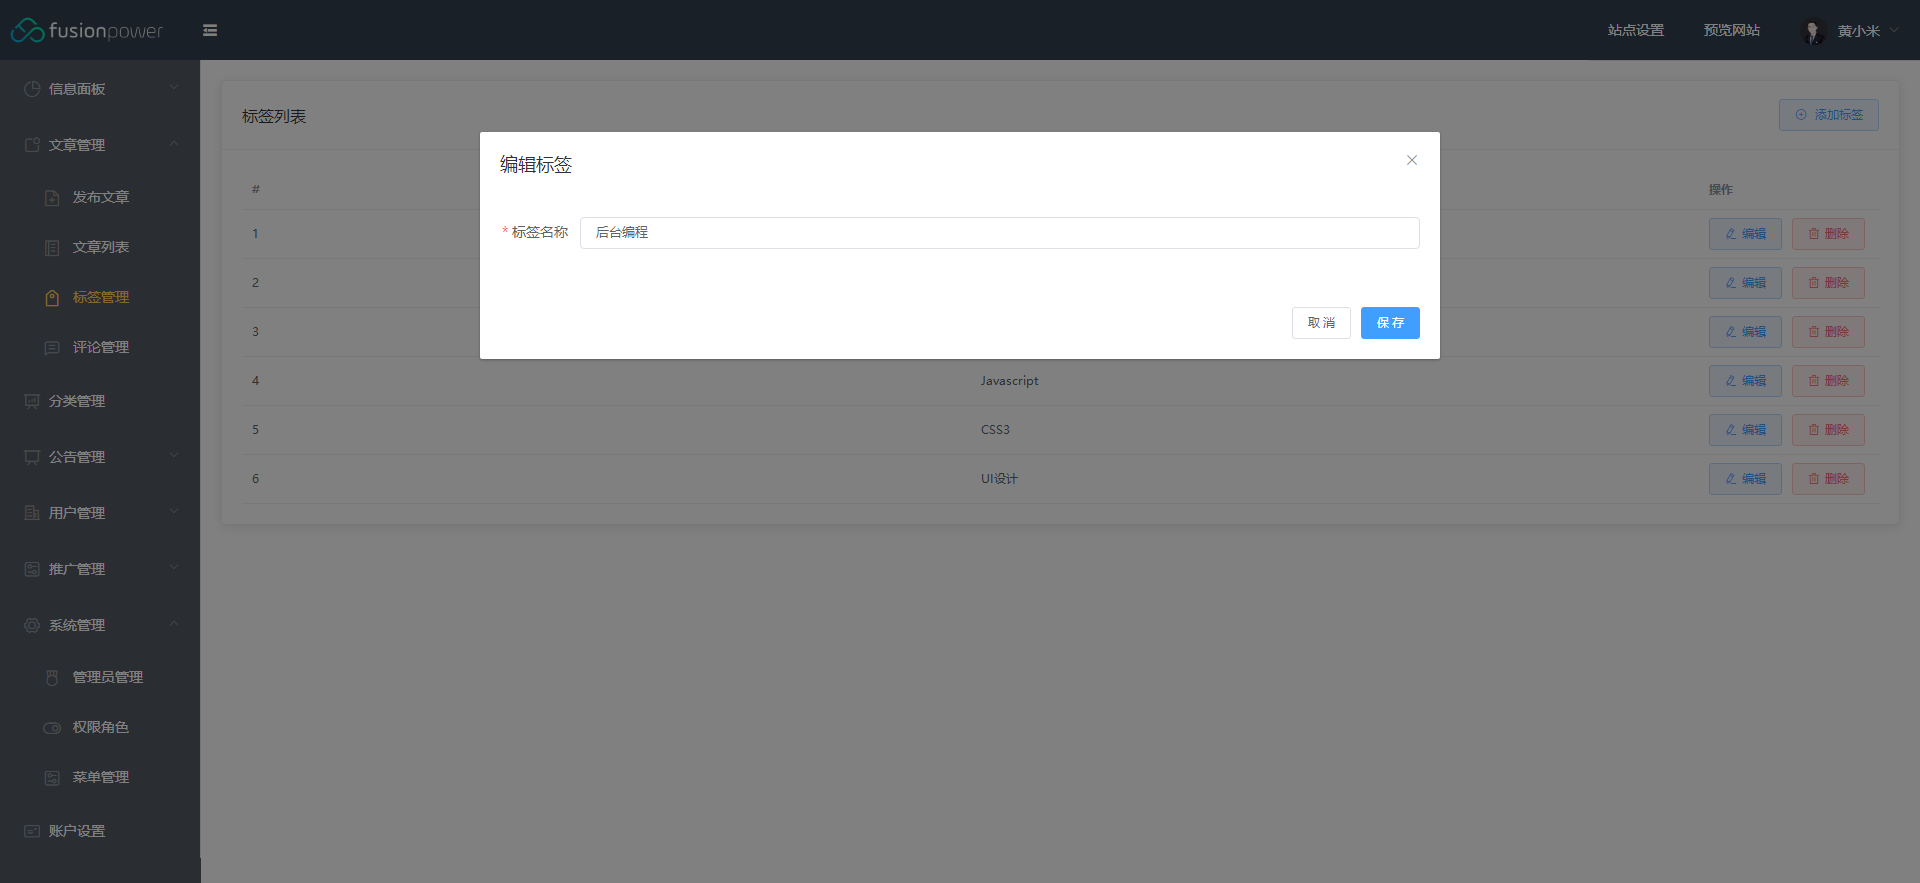 fusionpower
站点设置
预览网站
黄小米
信息面板
文章管理
发布文章
文章列表
标签管理
评论管理
分类管理
公告管理
用户管理
推广管理
系统管理
管理员管理
权限角色
菜单管理
账户设置
标签列表
添加标签
编辑标签
* 标签名称 后台编程
取消 保存
# 操作
1 编辑 删除
2 编辑 删除
3 编辑 删除
4 Javascript 编辑 删除
5 CSS3 编辑 删除
6 UI设计 编辑 删除